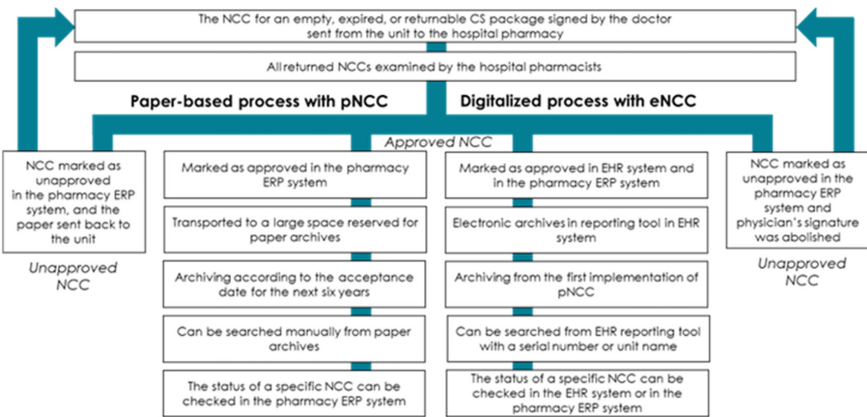 The NCC for an empty, expired, or returnable CS package signed by the doctor
sent from the unit to the hospital pharmacy
All returned NCCs examined by the hospital pharmacists
Paper-based process with pNCC
Digitalized process with eNCC
Approved NCC
NCC marked as
unapproved
in the pharmacy ERP
system, and the
paper sent back to
the unit
Unapproved
NCC
Marked as approved in the pharmacy
ERP system
Transported to a large space reserved for
paper archives
Archiving according to the acceptance
date for the next six years
Can be searched manually from paper
archives
The status of a specific NCC can be
checked in the pharmacy ERP system
Marked as approved in EHR system and
in the pharmacy ERP system
Electronic archives in reporting tool in EHR
system
Archiving from the first implementation of
pNCC
Can be searched from EHR reporting tool
with a serial number or unit name
The status of a specific NCC can be
checked in the EHR system or in the
pharmacy ERP system
NCC marked as
unapproved in the
pharmacy ERP
system and
physician's signature
was abolished
Unapproved
NCC